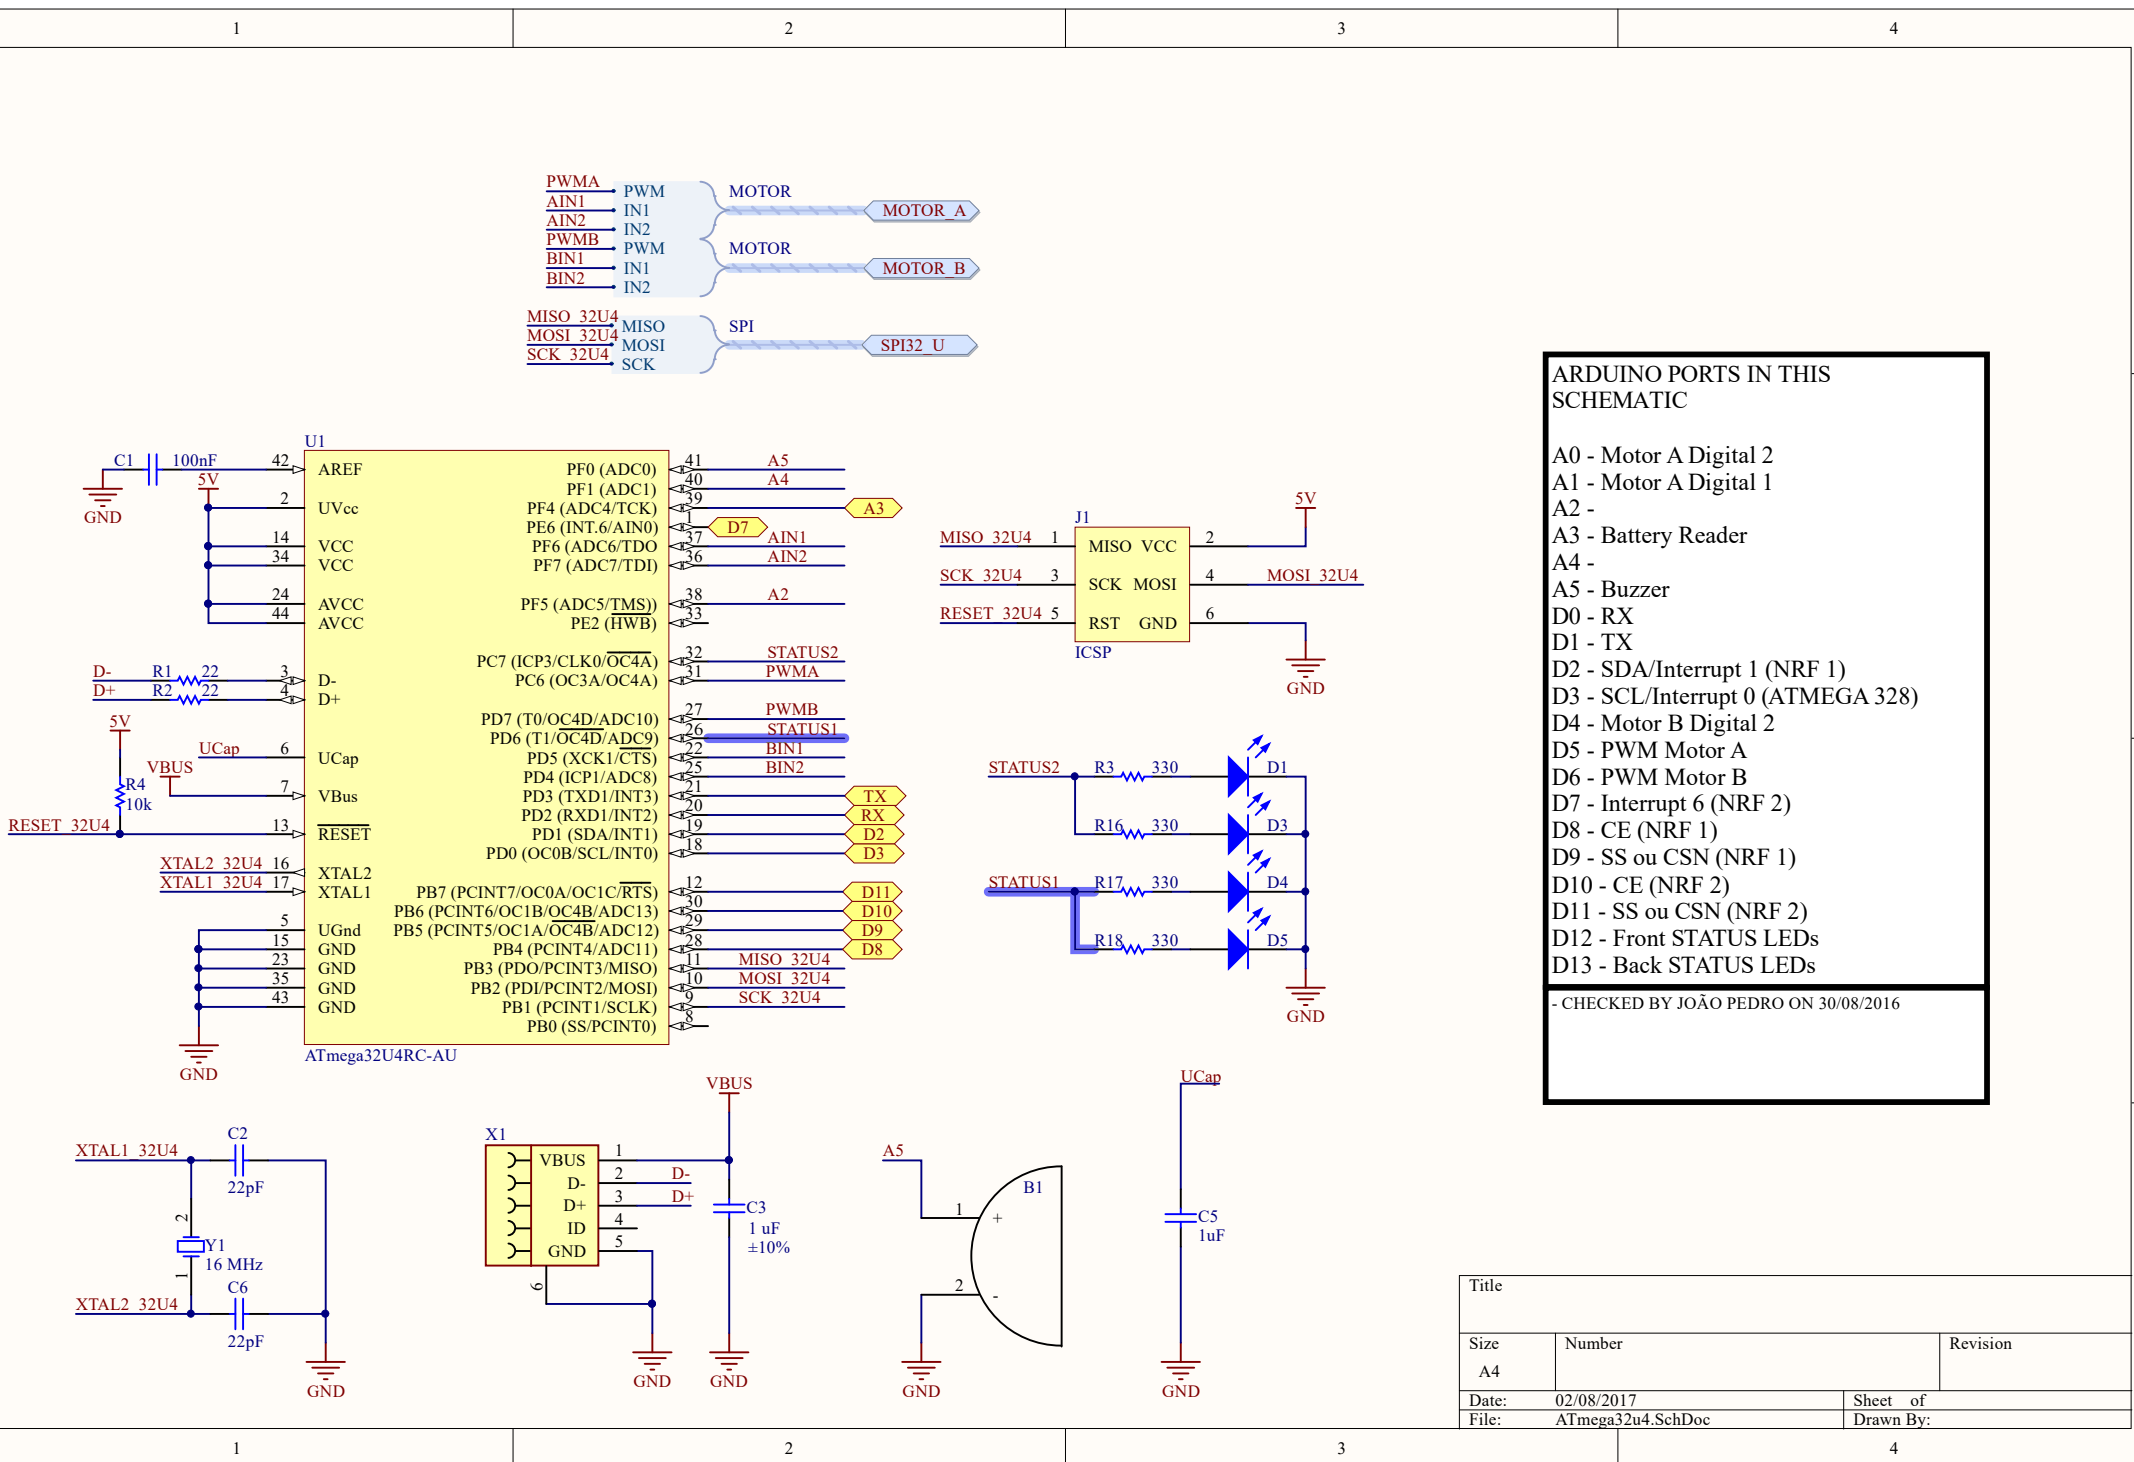 1 2 3 4
PWMA PWM MOTOR
AIN1 IN1 MOTOR_A
AIN2 IN2
PWMB PWM MOTOR
BIN1 IN1 MOTOR_B
BIN2 IN2
MISO_32U4 MISO SPI
MOSI_32U4 MOSI SPI32_U
SCK_32U4 SCK
U1
C1 100nF 42 AREF
GND
5V
2 UVcc
14 VCC
34 VCC
24 AVCC
44 AVCC
D- R1 22 3 D-
D+ R2 22 4 D+
5V
UCap 6 UCap
VBUS 7 VBus
R4
10k
RESET_32U4 13 RESET
XTAL2_32U4 16 XTAL2
XTAL1_32U4 17 XTAL1
5 UGnd
15 GND
23 GND
35 GND
43 GND
GND
PF0 (ADC0) 41 A5
PF1 (ADC1) 40 A4
PF4 (ADC4/TCK) 39 A3
PE6 (INT.6/AIN0) 1 D7
PF6 (ADC6/TDO 37 AIN1
PF7 (ADC7/TDI) 36 AIN2
PF5 (ADC5/TMS)) 38 A2
PE2 (HWB) 33
PC7 (ICP3/CLK0/OC4A) 32 STATUS2
PC6 (OC3A/OC4A) 31 PWMA
PD7 (T0/OC4D/ADC10) 27 PWMB
PD6 (T1/OC4D/ADC9) 26 STATUS1
PD5 (XCK1/CTS) 22 BIN1
PD4 (ICP1/ADC8) 25 BIN2
PD3 (TXD1/INT3) 21 TX
PD2 (RXD1/INT2) 20 RX
PD1 (SDA/INT1) 19 D2
PD0 (OC0B/SCL/INT0) 18 D3
PB7 (PCINT7/OC0A/OC1C/RTS) 12 D11
PB6 (PCINT6/OC1B/OC4B/ADC13) 30 D10
PB5 (PCINT5/OC1A/OC4B/ADC12) 29 D9
PB4 (PCINT4/ADC11) 28 D8
PB3 (PDO/PCINT3/MISO) 11 MISO_32U4
PB2 (PDI/PCINT2/MOSI) 10 MOSI_32U4
PB1 (PCINT1/SCLK) 9 SCK_32U4
PB0 (SS/PCINT0) 8
ATmega32U4RC-AU
J1 5V
MISO_32U4 1 MISO VCC 2
SCK_32U4 3 SCK MOSI 4 MOSI_32U4
RESET_32U4 5 RST GND 6
ICSP
GND
STATUS2 R3 330 D1
R16 330 D3
STATUS1 R17 330 D4
R18 330 D5
GND
ARDUINO PORTS IN THIS
SCHEMATIC
A0 - Motor A Digital 2
A1 - Motor A Digital 1
A2 -
A3 - Battery Reader
A4 -
A5 - Buzzer
D0 - RX
D1 - TX
D2 - SDA/Interrupt 1 (NRF 1)
D3 - SCL/Interrupt 0 (ATMEGA 328)
D4 - Motor B Digital 2
D5 - PWM Motor A
D6 - PWM Motor B
D7 - Interrupt 6 (NRF 2)
D8 - CE (NRF 1)
D9 - SS ou CSN (NRF 1)
D10 - CE (NRF 2)
D11 - SS ou CSN (NRF 2)
D12 - Front STATUS LEDs
D13 - Back STATUS LEDs
- CHECKED BY JOÃO PEDRO ON 30/08/2016
XTAL1_32U4 C2
22pF
2
Y1
16 MHz
1
XTAL2_32U4 C6
22pF
GND
X1 VBUS
VBUS 1
D- 2 D-
D+ 3 D+
ID 4
GND 5
6
C3
1 uF
±10%
GND GND
A5
B1
1 +
2 -
GND
UCap
C5
1uF
GND
Title
Size Number Revision
A4
Date: 02/08/2017 Sheet of
File: ATmega32u4.SchDoc Drawn By:
1 2 3 4